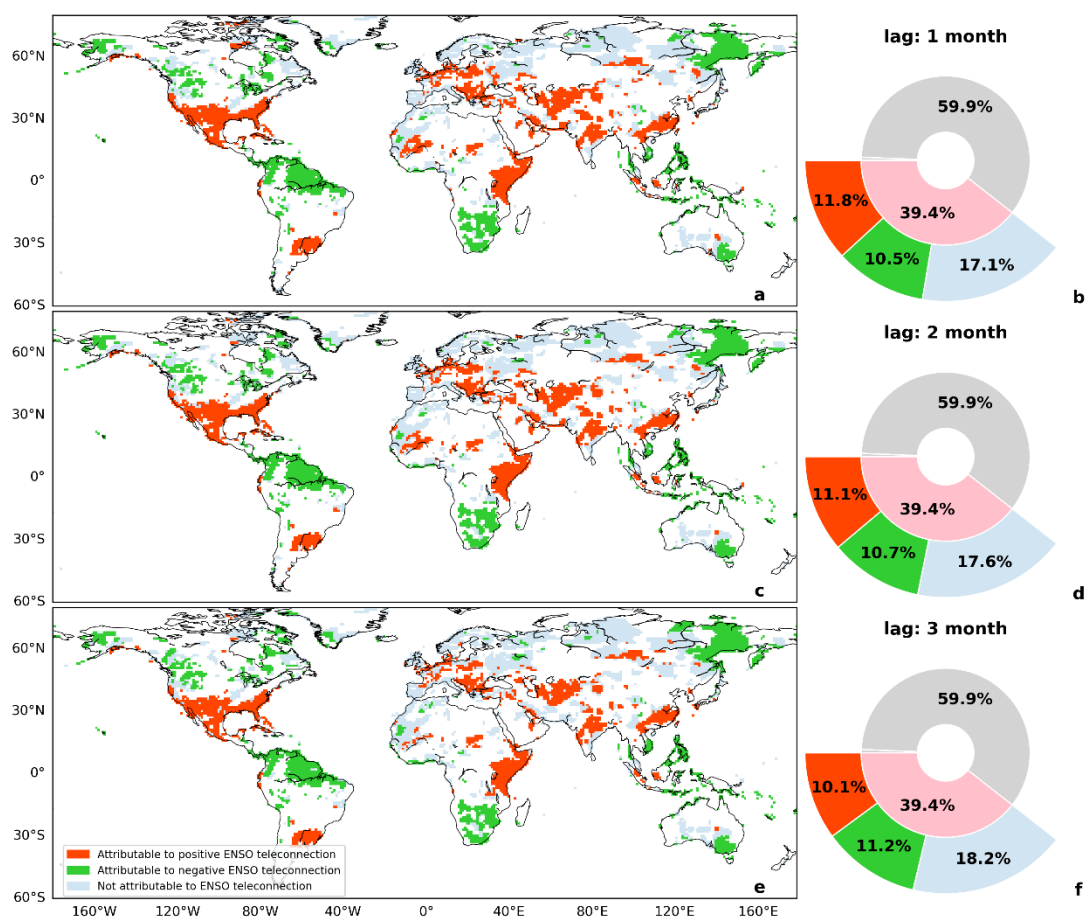 60°N
30°N
0°
30°S
60°S
a
lag: 1 month
59.9%
39.4%
11.8%
10.5%
17.1%
b
60°N
30°N
0°
30°S
60°S
c
lag: 2 month
59.9%
39.4%
11.1%
10.7%
17.6%
d
60°N
30°N
0°
30°S
60°S
Attributable to positive ENSO teleconnection
Attributable to negative ENSO teleconnection
Not attributable to ENSO teleconnection
e
160°W 120°W 80°W 40°W 0° 40°E 80°E 120°E 160°E
lag: 3 month
59.9%
39.4%
10.1%
11.2%
18.2%
f